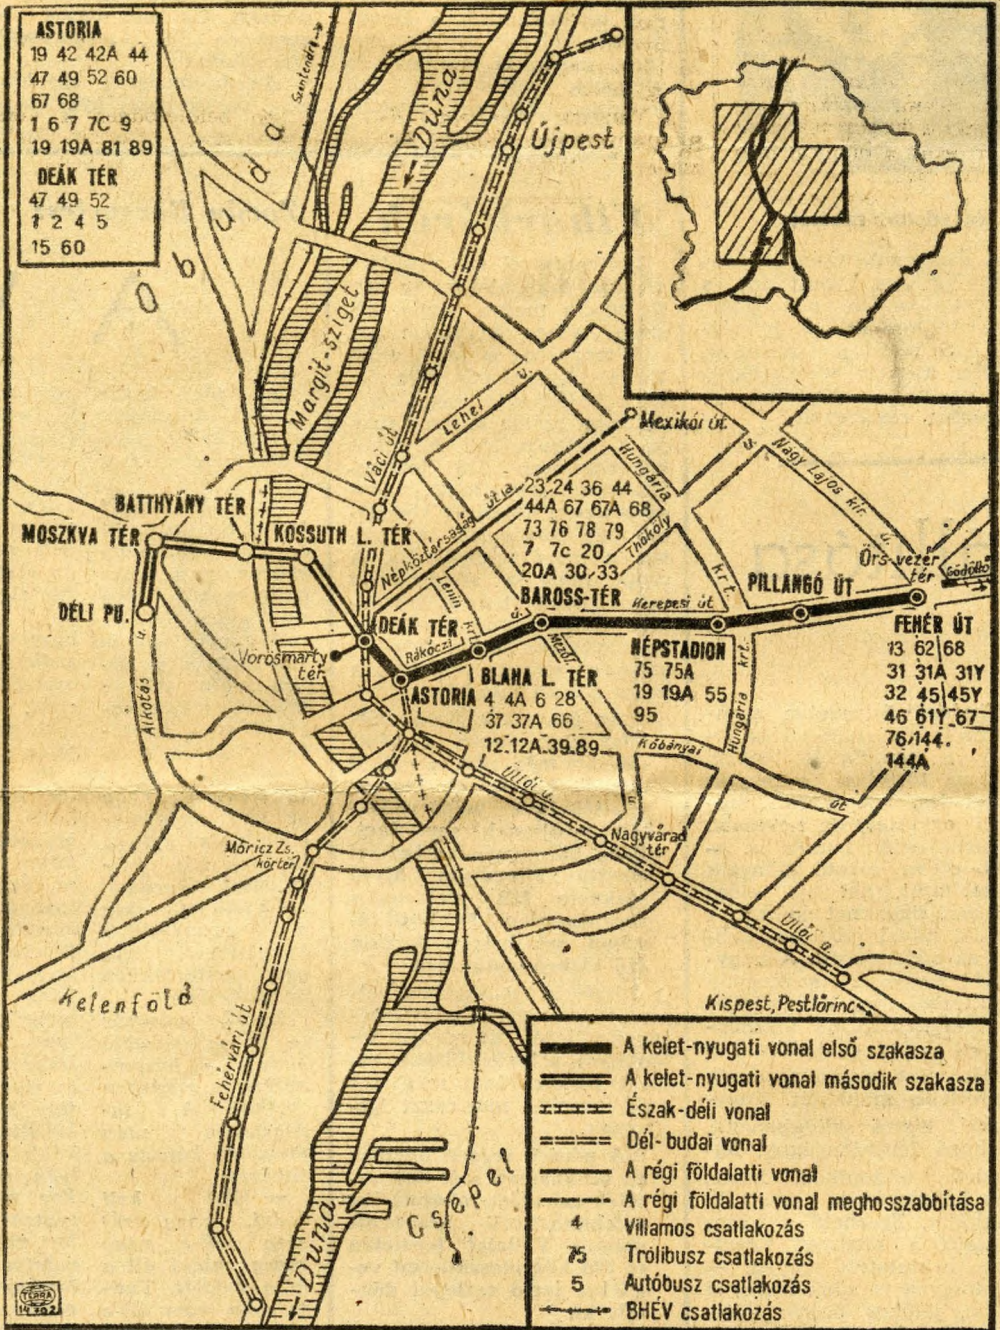 ASTORIA
19 42 42A 44
47 49 52 60
67 68
1 6 7 7C 9
19 19A 81 89
DEÁK TÉR
47 49 52
1 2 4 5
15 60
Szentendre
Duna
Újpest
Óbuda
Margit-sziget
Lehel u.
Váci út
Mexikói út
Nagy Lajos kir. u.
Hungária krt.
Népköztársaság útja
23 24 36 44
44A 67 67A 68
73 76 78 79
7 7c 20
20A 30 33
Thököly
BATTHYÁNY TÉR
MOSZKVA TÉR
KOSSUTH L. TÉR
DÉLI PU.
Lenin krt.
BAROSS-TÉR
Kerepesi út
PILLANGÓ ÚT
Örs vezér
tér
Gödöllő
DEÁK TÉR
Rákóczi ú.
Vörösmarty
tér
Mező I.
NÉPSTADION
75 75A
19 19A 55
95
FEHÉR ÚT
13 62 68
31 31A 31Y
32 45 45Y
46 61Y 67
76 144
144A
ASTORIA
BLAHA L. TÉR
4 4A 6 28
37 37A 66
12 12A 39 89
Alkotás u.
Hungária krt.
Kőbányai út
Üllői u.
Nagyvárad
tér
Móricz Zs.
körtér
Üllői u.
Kelenföld
Kispest, Pestlőrinc
Fehérvári út
Csepel
Duna
A kelet-nyugati vonal első szakasza
A kelet-nyugati vonal második szakasza
Észak-déli vonal
Dél-budai vonal
A régi földalatti vonal
A régi földalatti vonal meghosszabbítása
4 Villamos csatlakozás
75 Trólibusz csatlakozás
5 Autóbusz csatlakozás
BHÉV csatlakozás
TERRA